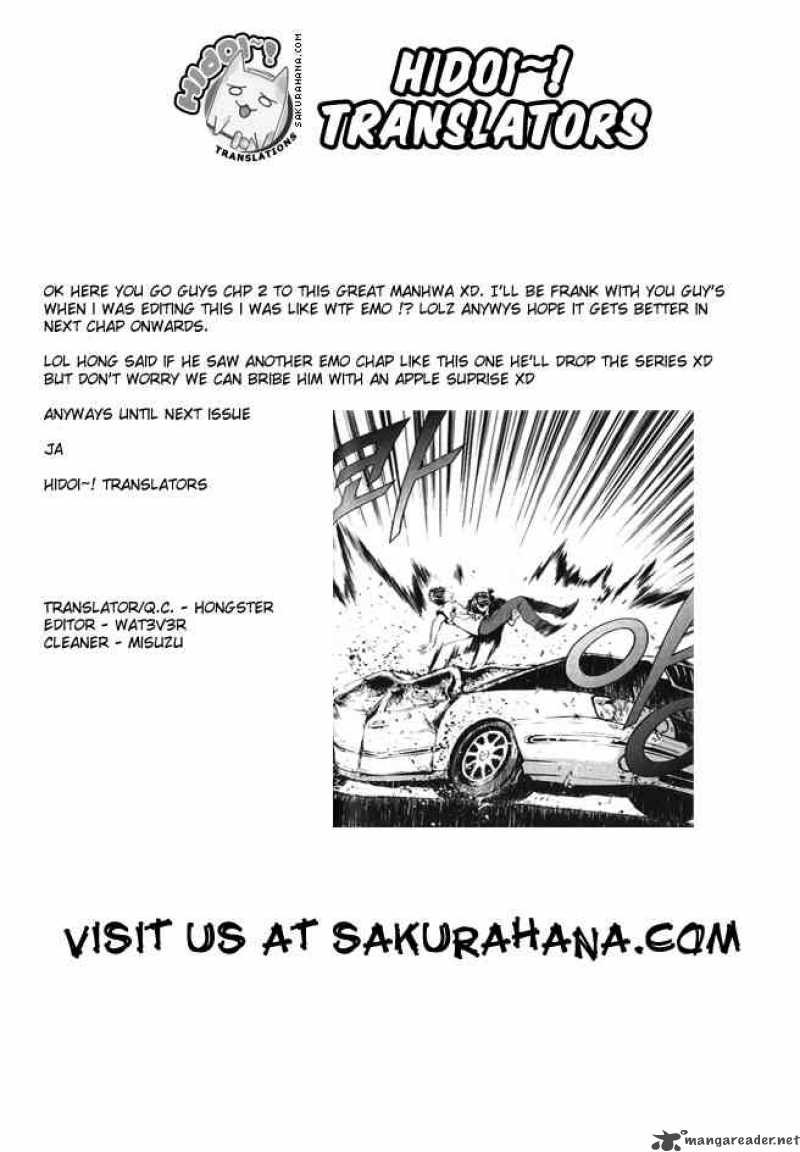 HIDOI~!
SAKURAHANA.COM
TRANSLATIONS
HIDOI~!
TRANSLATORS
OK HERE YOU GO GUYS CHP 2 TO THIS GREAT MANHWA XD. I'LL BE FRANK WITH YOU GUY'S
WHEN I WAS EDITING THIS I WAS LIKE WTF EMO !? LOLZ ANYWYS HOPE IT GETS BETTER IN
NEXT CHAP ONWARDS.
LOL HONG SAID IF HE SAW ANOTHER EMO CHAP LIKE THIS ONE HE'LL DROP THE SERIES XD
BUT DON'T WORRY WE CAN BRIBE HIM WITH AN APPLE SUPRISE XD
ANYWAYS UNTIL NEXT ISSUE
JA
HIDOI~! TRANSLATORS
TRANSLATOR/Q.C. - HONGSTER
EDITOR - WAT3V3R
CLEANER - MISUZU
콰
앙
VISIT US AT SAKURAHANA.COM
mangareader.net